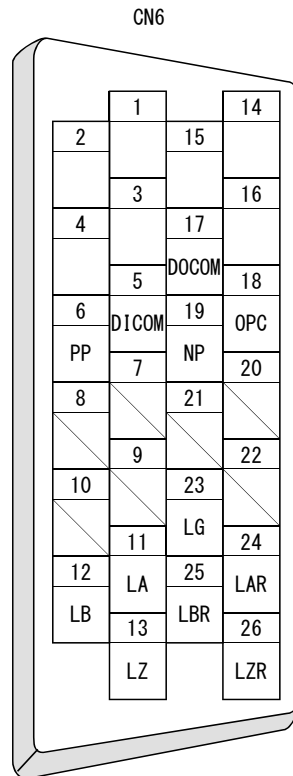 CN6
1 14
2 15
3 16
4 17
DOCOM
5 18
6 DICOM 19 OPC
PP 7 NP 20
8 21
9 22
10 23
LG
11 24
12 LA 25 LAR
LB 13 LBR 26
LZ LZR